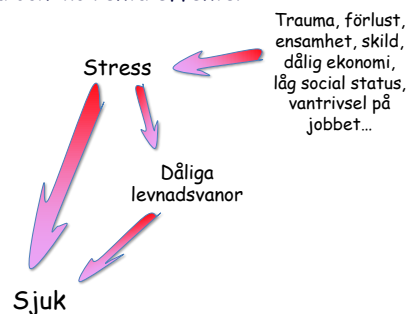 Trauma, förlust,
ensamhet, skild,
dålig ekonomi,
låg social status,
vantrivsel på
jobbet…
Stress
Dåliga
levnadsvanor
Sjuk